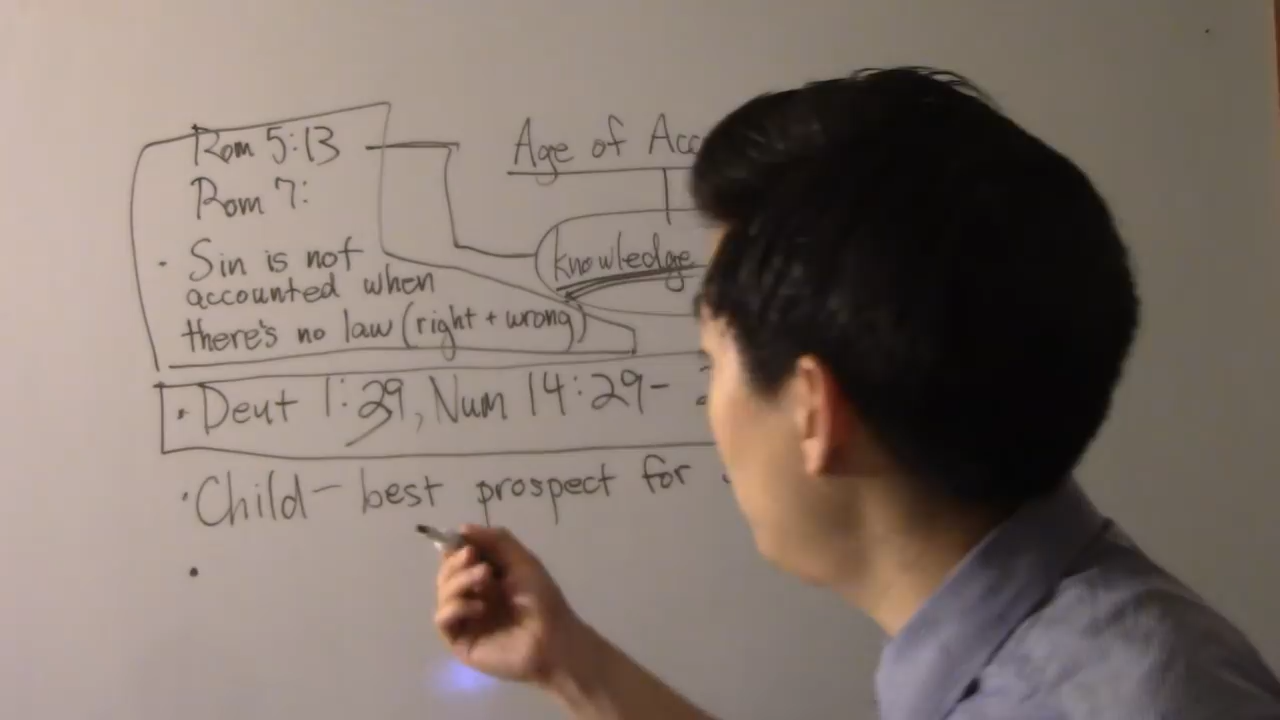 Rom 5:13
Rom 7:
· Sin is not
accounted when
there's no law (right + wrong)
Age of Acc
knowledge
· Deut 1:39, Num 14:29-
· Child - best prospect for
·